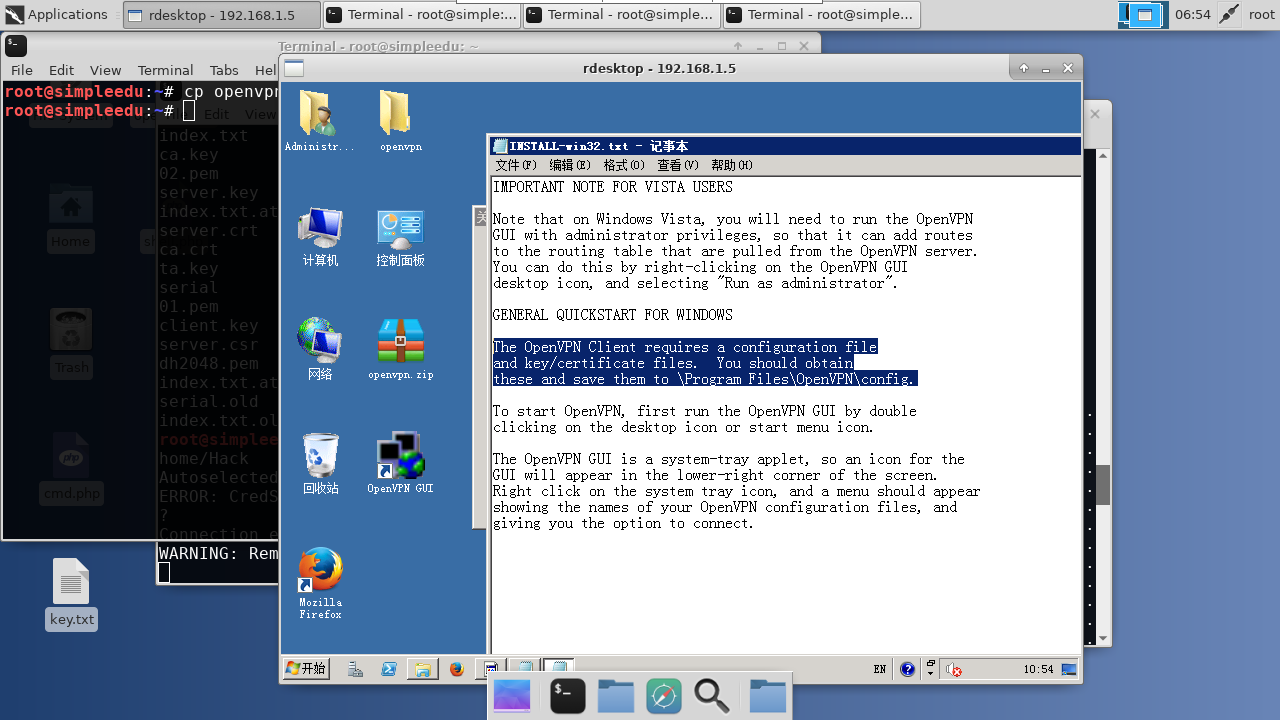 Applications
rdesktop - 192.168.1.5
Terminal - root@simple:...
Terminal - root@simplee...
Terminal - root@simplee...
06:54
root
Terminal - root@simpleedu: ~
File Edit View Terminal Tabs Hel
root@simpleedu:~# cp openvpn
root@simpleedu:~#
File Edit View
index.txt
ca.key
02.pem
server.key
index.txt.at
server.crt
ca.crt
ta.key
serial
01.pem
client.key
server.csr
dh2048.pem
index.txt.at
serial.old
index.txt.ol
root@simplee
home/Hack
Autoselected
ERROR: CredS
?
Connection e
WARNING: Rem
Home
Trash
cmd.php
key.txt
rdesktop - 192.168.1.5
Administr...
openvpn
计算机
控制面板
网络
openvpn.zip
回收站
OpenVPN GUI
Mozilla
Firefox
INSTALL-win32.txt - 记事本
文件(F) 编辑(E) 格式(O) 查看(V) 帮助(H)
IMPORTANT NOTE FOR VISTA USERS
Note that on Windows Vista, you will need to run the OpenVPN
GUI with administrator privileges, so that it can add routes
to the routing table that are pulled from the OpenVPN server.
You can do this by right-clicking on the OpenVPN GUI
desktop icon, and selecting "Run as administrator".
GENERAL QUICKSTART FOR WINDOWS
The OpenVPN Client requires a configuration file
and key/certificate files.  You should obtain
these and save them to \Program Files\OpenVPN\config.
To start OpenVPN, first run the OpenVPN GUI by double
clicking on the desktop icon or start menu icon.
The OpenVPN GUI is a system-tray applet, so an icon for the
GUI will appear in the lower-right corner of the screen.
Right click on the system tray icon, and a menu should appear
showing the names of your OpenVPN configuration files, and
giving you the option to connect.
开始
EN
10:54